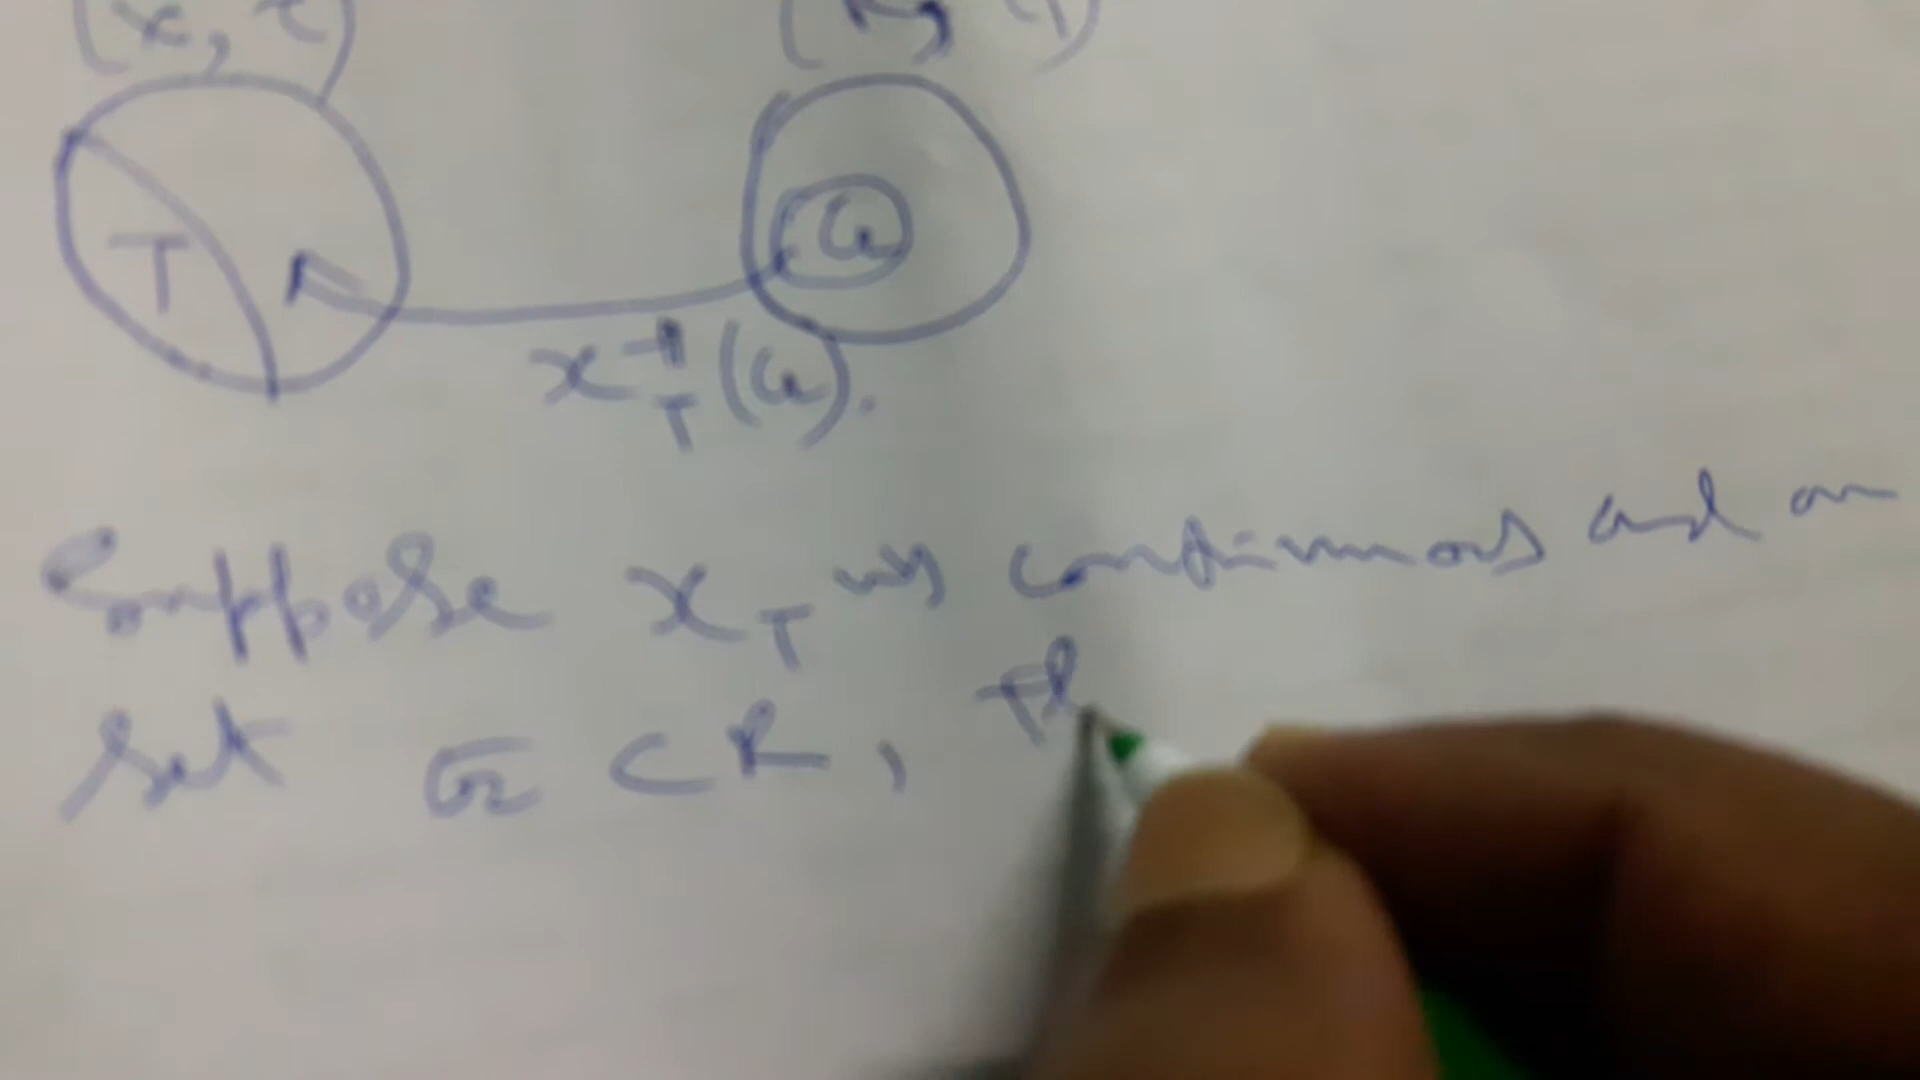 (x, τ)
T
G
x_T^{-1}(G).
Suppose x_T is continuous and an
set G ⊂ R, Th